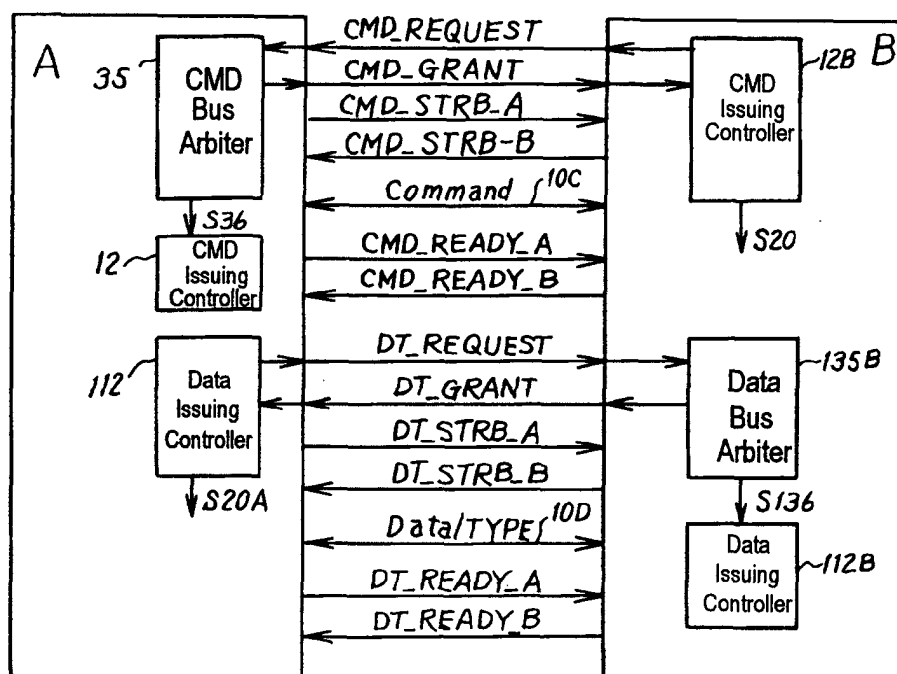 A
B
35
CMD
Bus
Arbiter
S36
12
CMD
Issuing
Controller
112
Data
Issuing
Controller
S20A
CMD_REQUEST
CMD_GRANT
CMD_STRB_A
CMD_STRB-B
Command 10C
CMD_READY_A
CMD_READY_B
DT_REQUEST
DT_GRANT
DT_STRB_A
DT_STRB_B
Data/TYPE 10D
DT_READY_A
DT_READY_B
12B
CMD
Issuing
Controller
S20
135B
Data
Bus
Arbiter
S136
Data
Issuing
Controller
112B